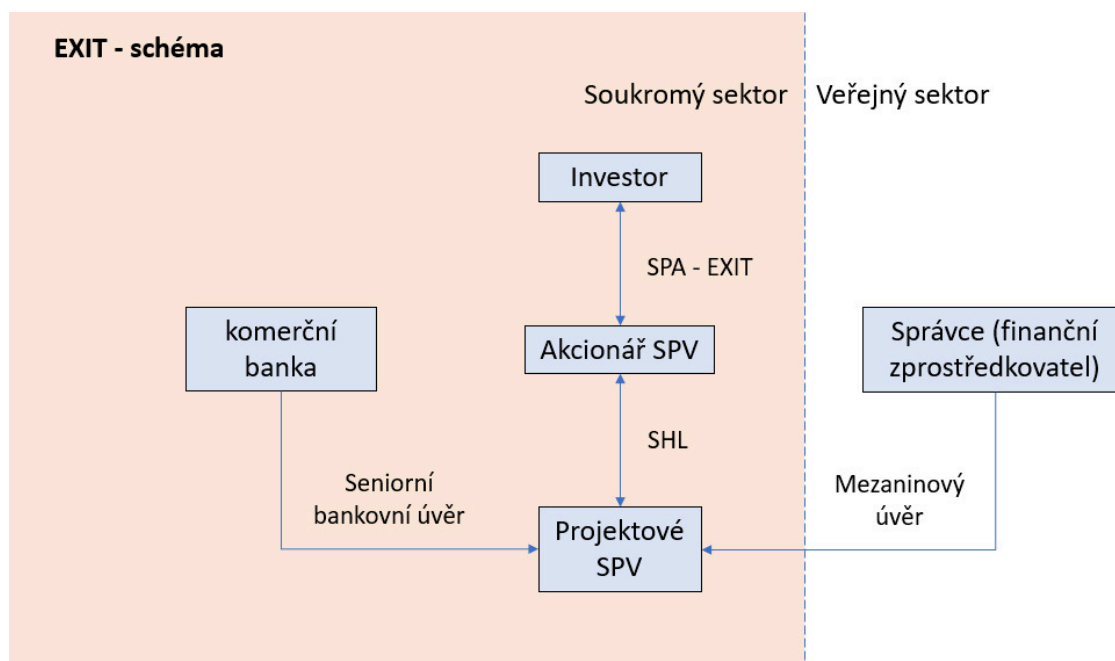 EXIT - schéma
Soukromý sektor
Veřejný sektor
Investor
SPA - EXIT
komerční
banka
Akcionář SPV
Správce (finanční
zprostředkovatel)
SHL
Seniorní
bankovní úvěr
Mezaninový
úvěr
Projektové
SPV